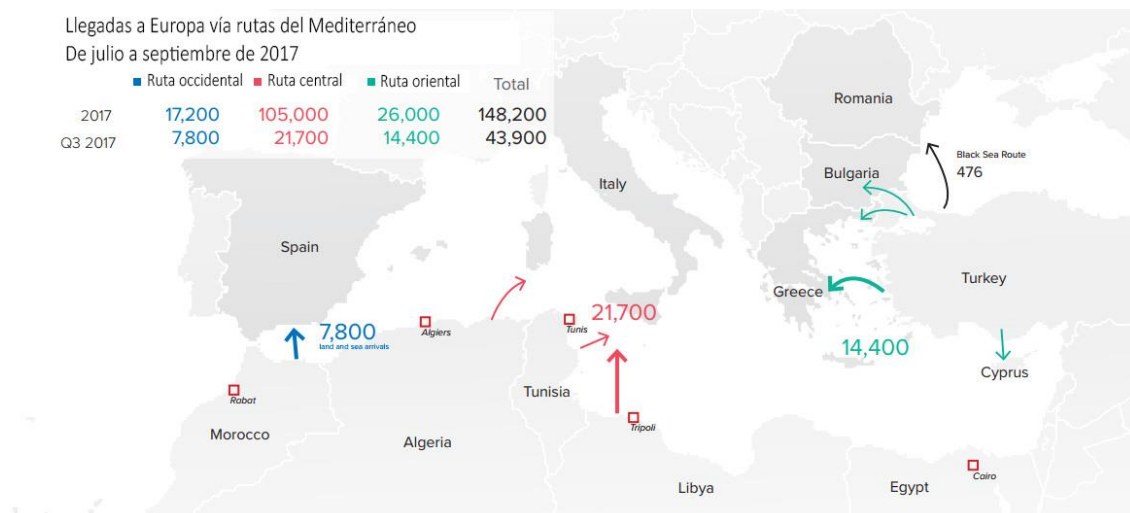 Llegadas a Europa vía rutas del Mediterráneo
De julio a septiembre de 2017
Ruta occidental Ruta central Ruta oriental Total
2017 17,200 105,000 26,000 148,200
Q3 2017 7,800 21,700 14,400 43,900
Romania
Black Sea Route
476
Bulgaria
Italy
Spain
Turkey
Greece
21,700
7,800
land and sea arrivals
Algiers
Tunis
14,400
Cyprus
Rabat
Tunisia
Morocco
Algeria
Tripoli
Cairo
Libya
Egypt